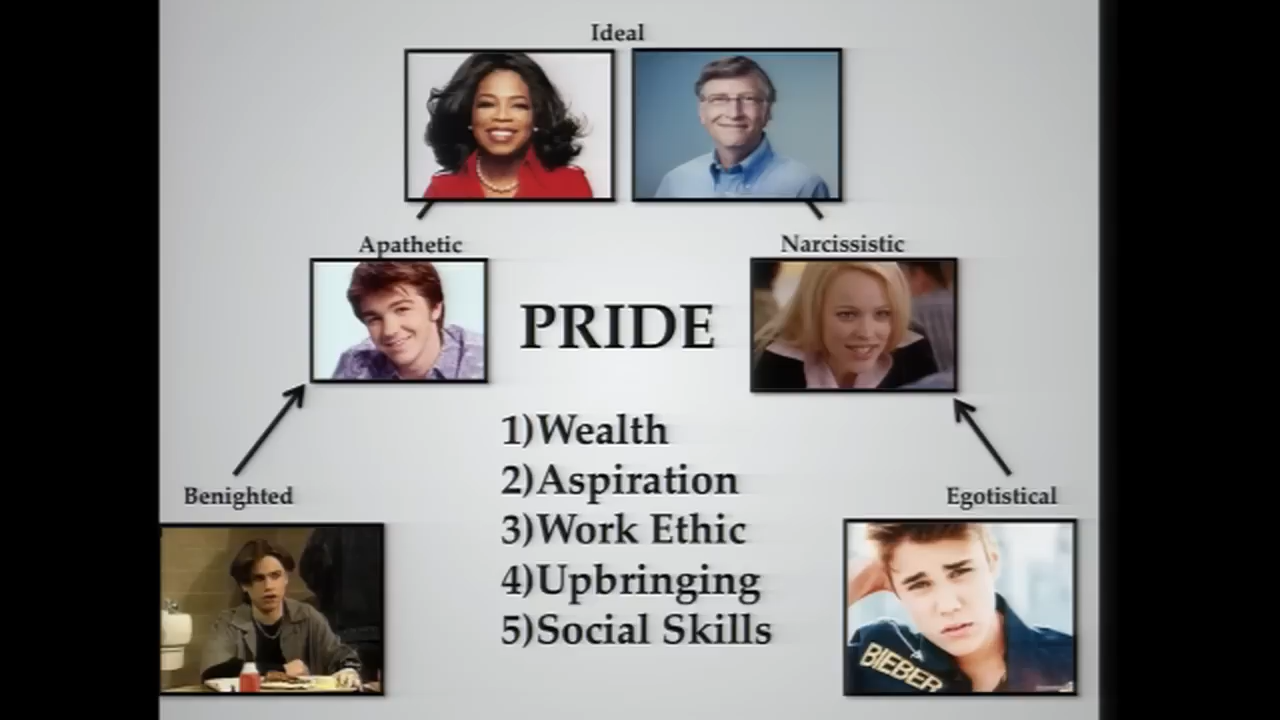 Ideal
Apathetic
Narcissistic
PRIDE
1)Wealth
2)Aspiration
3)Work Ethic
4)Upbringing
5)Social Skills
Benighted
Egotistical
BIEBER